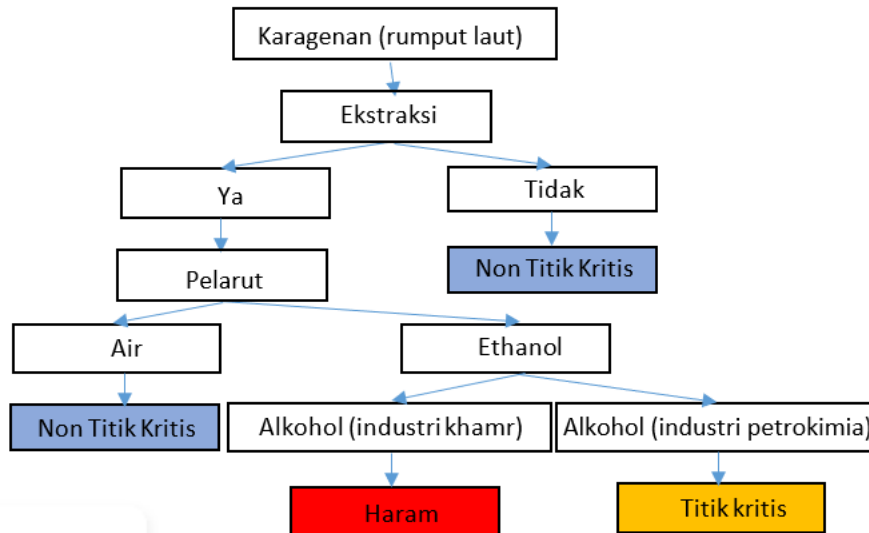 Karagenan (rumput laut)
Ekstraksi
Ya
Tidak
Pelarut
Non Titik Kritis
Air
Ethanol
Non Titik Kritis
Alkohol (industri khamr)
Alkohol (industri petrokimia)
Haram
Titik kritis